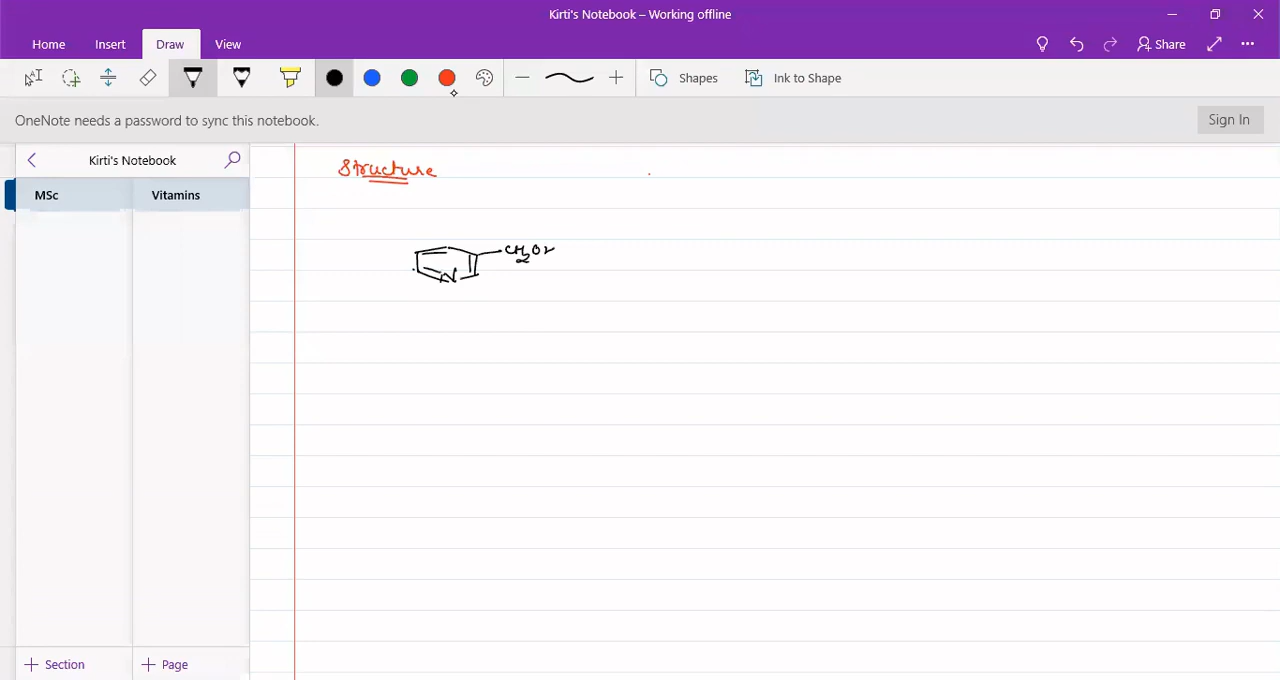 Kirti's Notebook – Working offline
Home Insert Draw View Share
Shapes Ink to Shape
OneNote needs a password to sync this notebook. Sign In
Kirti's Notebook
MSc Vitamins
Structure
N
+ Section + Page